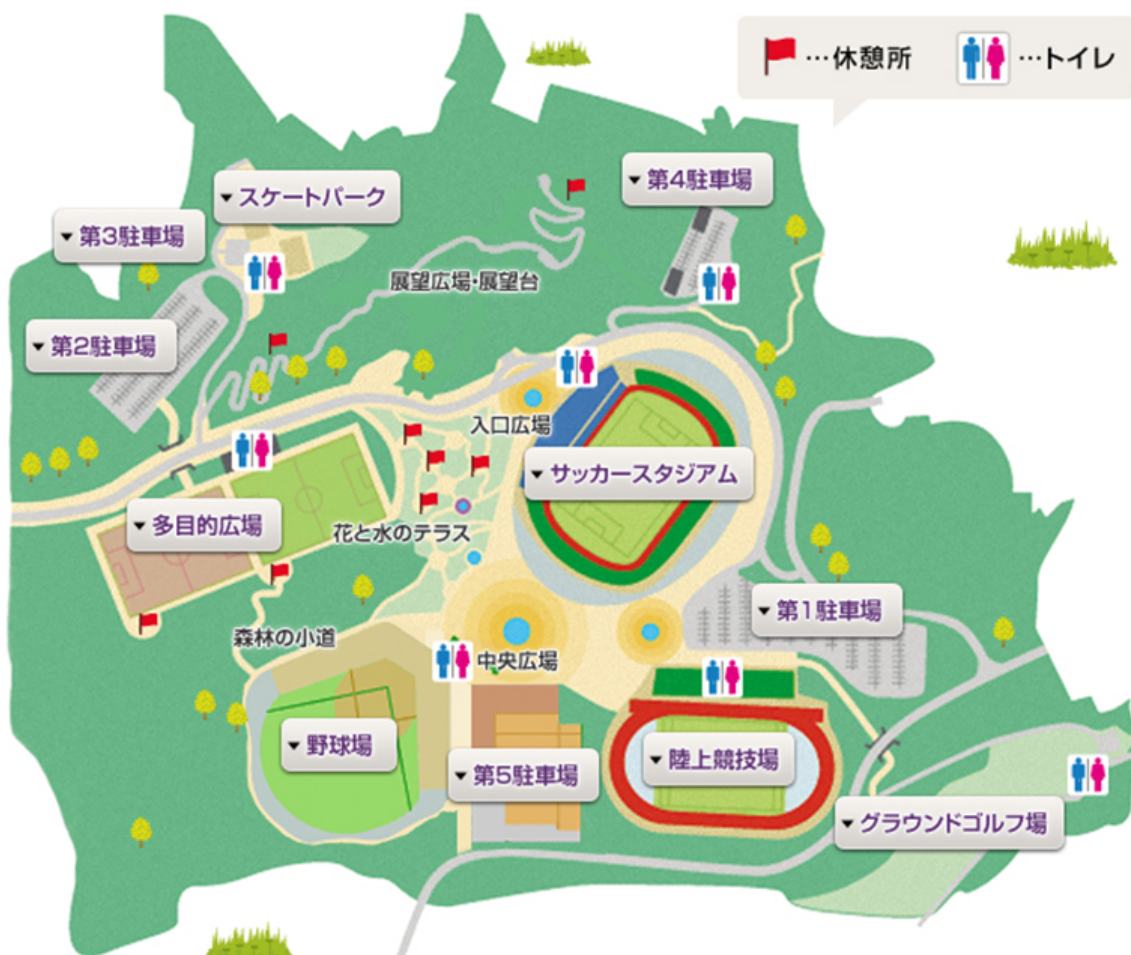 …休憩所
…トイレ
第4駐車場
スケートパーク
第3駐車場
展望広場・展望台
第2駐車場
入口広場
サッカースタジアム
多目的広場
花と水のテラス
第1駐車場
森林の小道
中央広場
野球場
第5駐車場
陸上競技場
グラウンドゴルフ場